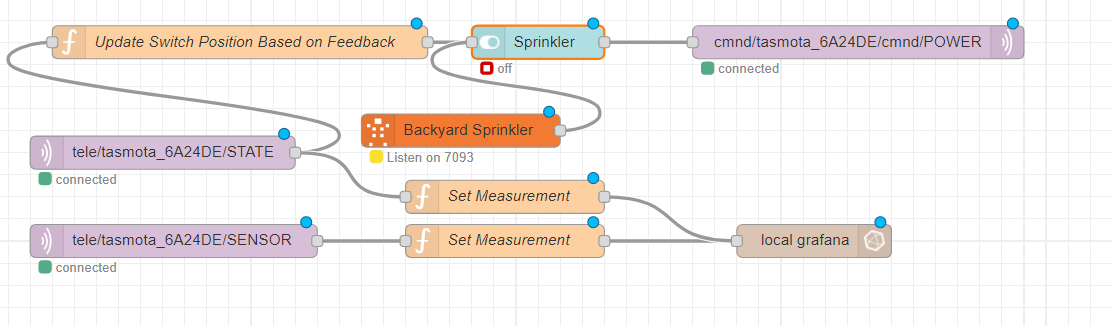 Update Switch Position Based on Feedback
Sprinkler
cmnd/tasmota_6A24DE/cmnd/POWER
off
connected
Backyard Sprinkler
Listen on 7093
tele/tasmota_6A24DE/STATE
connected
Set Measurement
tele/tasmota_6A24DE/SENSOR
Set Measurement
local grafana
connected